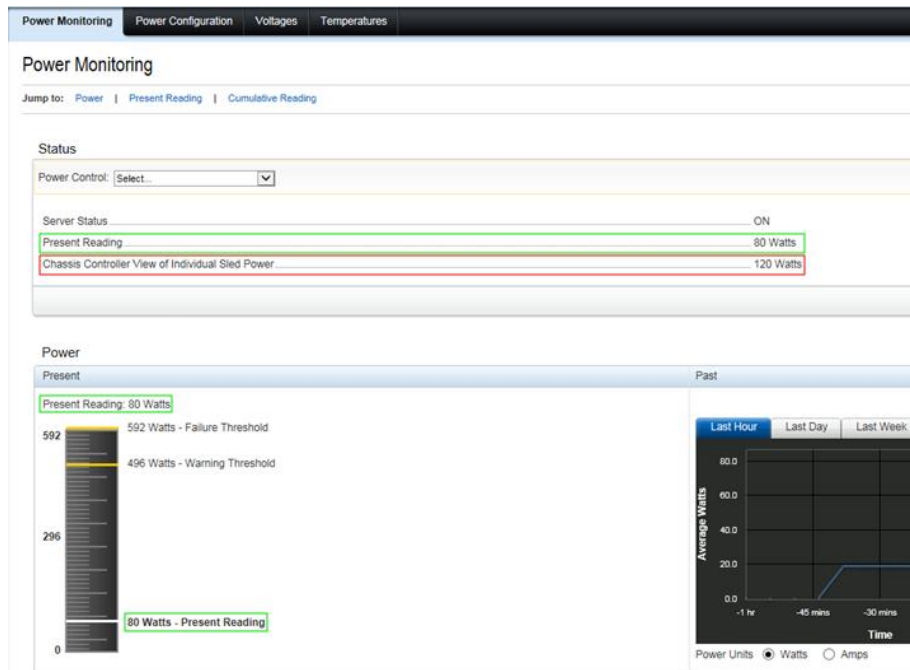 Power Monitoring Power Configuration Voltages Temperatures
Power Monitoring
Jump to: Power | Present Reading | Cumulative Reading
Status
Power Control: Select...
Server Status ON
Present Reading 80 Watts
Chassis Controller View of Individual Sled Power 120 Watts
Power
Present Past
Present Reading: 80 Watts
592
592 Watts - Failure Threshold
496 Watts - Warning Threshold
296
80 Watts - Present Reading
0
Last Hour Last Day Last Week
Average Watts
80.0
60.0
40.0
20.0
0.0
-1 hr -45 mins -30 mins
Time
Power Units Watts Amps